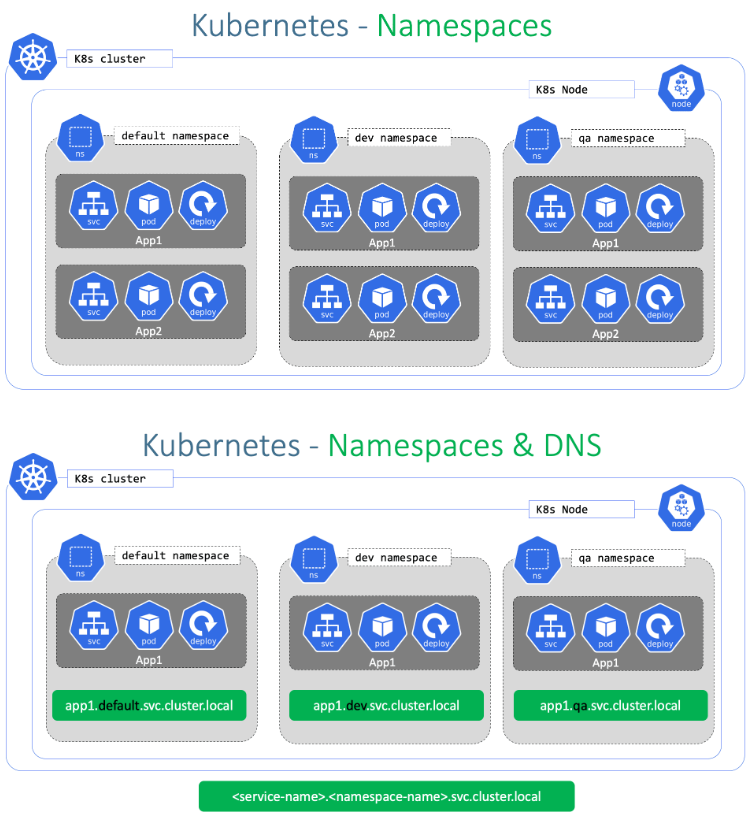 Kubernetes - Namespaces
K8s cluster
K8s Node
node
default namespace
dev namespace
qa namespace
ns
ns
ns
svc pod deploy
App1
svc pod deploy
App1
svc pod deploy
App1
svc pod deploy
App2
svc pod deploy
App2
svc pod deploy
App2
Kubernetes - Namespaces & DNS
K8s cluster
K8s Node
node
default namespace
dev namespace
qa namespace
ns
ns
ns
svc pod deploy
App1
svc pod deploy
App1
svc pod deploy
App1
app1.default.svc.cluster.local
app1.dev.svc.cluster.local
app1.qa.svc.cluster.local
<service-name>.<namespace-name>.svc.cluster.local